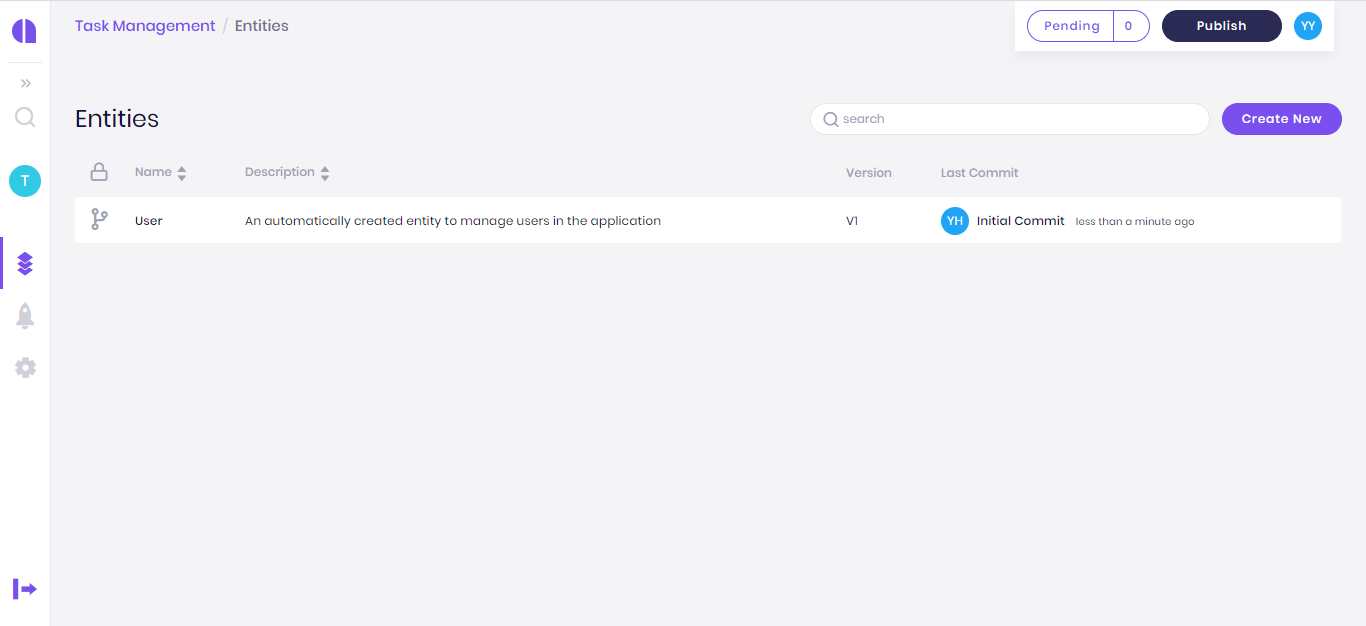 Task Management / Entities
Pending 0 Publish YY
Entities
search
Create New
T
Name Description Version Last Commit
User An automatically created entity to manage users in the application V1 YH Initial Commit less than a minute ago